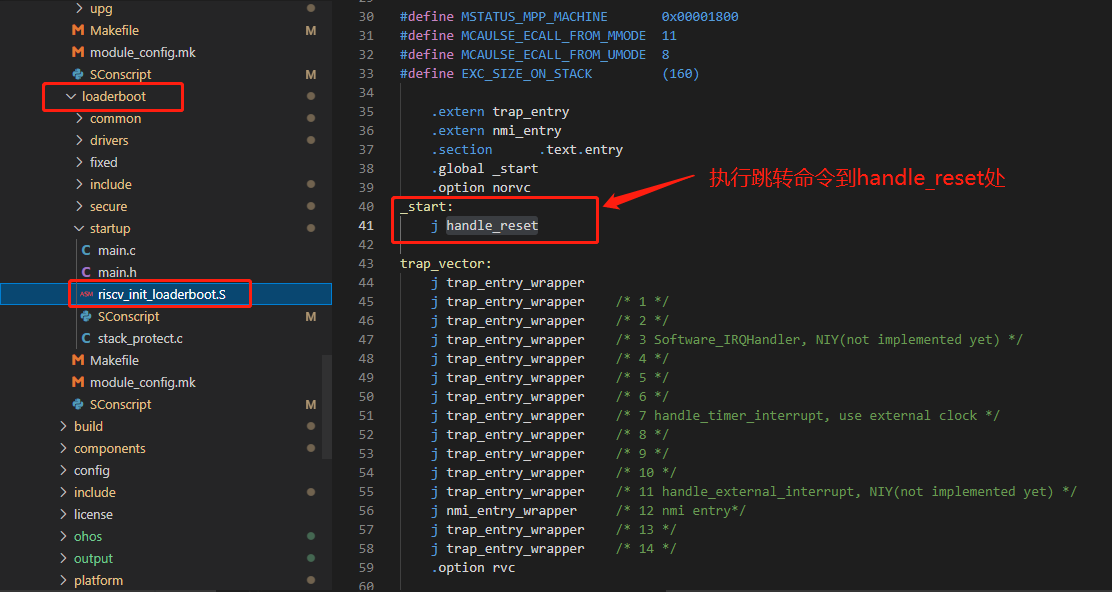 upg
Makefile M
module_config.mk
SConscript M
loaderboot
common
drivers
fixed
include
secure
startup
C main.c
C main.h
ASM riscv_init_loaderboot.S
SConscript M
C stack_protect.c
Makefile
module_config.mk
SConscript M
build
components
config
include
license
ohos
output
platform
30 #define MSTATUS_MPP_MACHINE 0x00001800
31 #define MCAULSE_ECALL_FROM_MMODE 11
32 #define MCAULSE_ECALL_FROM_UMODE 8
33 #define EXC_SIZE_ON_STACK (160)
34
35 .extern trap_entry
36 .extern nmi_entry
37 .section .text.entry
38 .global _start
39 .option norvc
40 _start:
41 j handle_reset
42
43 trap_vector:
44 j trap_entry_wrapper
45 j trap_entry_wrapper /* 1 */
46 j trap_entry_wrapper /* 2 */
47 j trap_entry_wrapper /* 3 Software_IRQHandler, NIY(not implemented yet) */
48 j trap_entry_wrapper /* 4 */
49 j trap_entry_wrapper /* 5 */
50 j trap_entry_wrapper /* 6 */
51 j trap_entry_wrapper /* 7 handle_timer_interrupt, use external clock */
52 j trap_entry_wrapper /* 8 */
53 j trap_entry_wrapper /* 9 */
54 j trap_entry_wrapper /* 10 */
55 j trap_entry_wrapper /* 11 handle_external_interrupt, NIY(not implemented yet) */
56 j nmi_entry_wrapper /* 12 nmi entry*/
57 j trap_entry_wrapper /* 13 */
58 j trap_entry_wrapper /* 14 */
59 .option rvc
60
执行跳转命令到handle_reset处